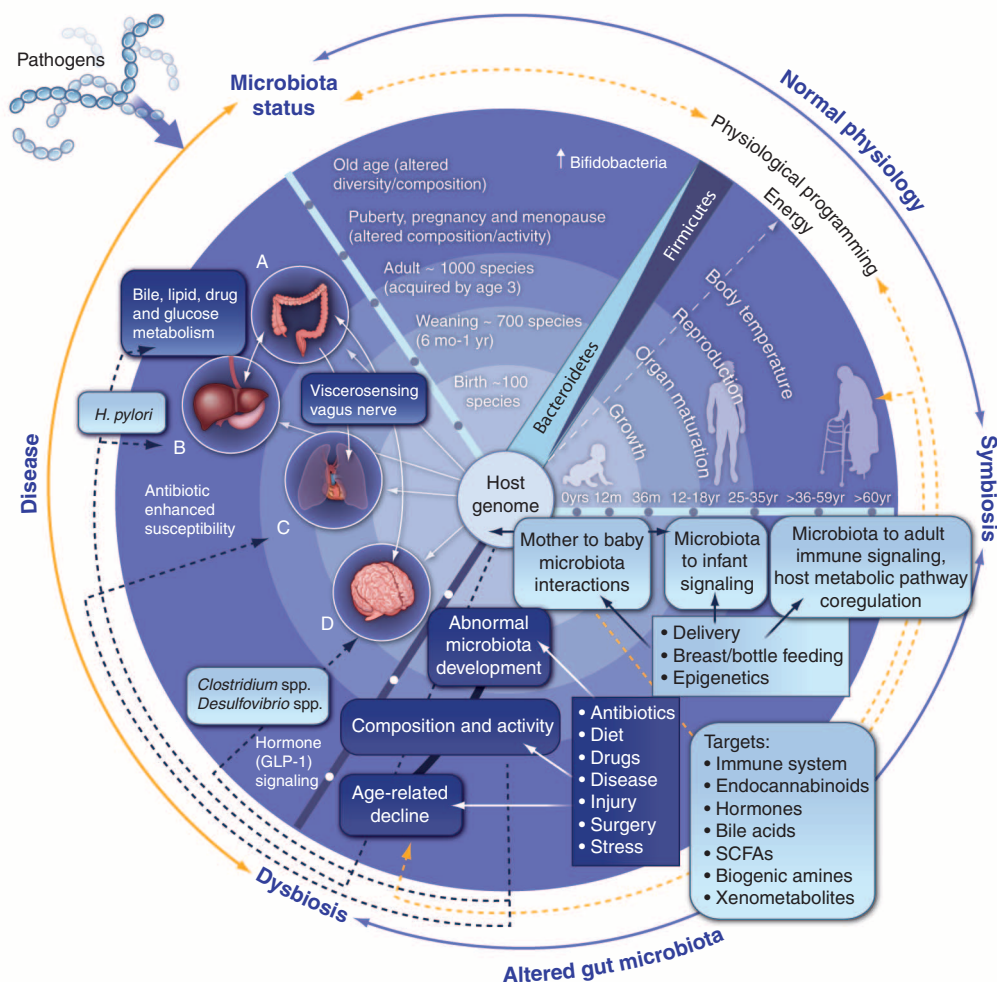 Pathogens
Microbiota
status
Normal physiology
Physiological programming
Energy
Old age (altered
diversity/composition)
↑ Bifidobacteria
Puberty, pregnancy and menopause
(altered composition/activity)
Adult ~ 1000 species
(acquired by age 3)
Weaning ~ 700 species
(6 mo-1 yr)
Birth ~100
species
Bacteroidetes
Firmicutes
Body temperature
Reproduction
Organ maturation
Growth
A
Bile, lipid, drug
and glucose
metabolism
Viscerosensing
vagus nerve
H. pylori
B
Disease
Antibiotic
enhanced
susceptibility
C
D
Host
genome
0yrs 12m 36m 12-18yr 25-35yr >36-59yr >60yr
Symbiosis
Mother to baby
microbiota
interactions
Microbiota
to infant
signaling
Microbiota to adult
immune signaling,
host metabolic pathway
coregulation
• Delivery
• Breast/bottle feeding
• Epigenetics
Abnormal
microbiota
development
Clostridium spp.
Desulfovibrio spp.
Composition and activity
Hormone
(GLP-1)
signaling
Age-related
decline
• Antibiotics
• Diet
• Drugs
• Disease
• Injury
• Surgery
• Stress
Targets:
• Immune system
• Endocannabinoids
• Hormones
• Bile acids
• SCFAs
• Biogenic amines
• Xenometabolites
Dysbiosis
Altered gut microbiota